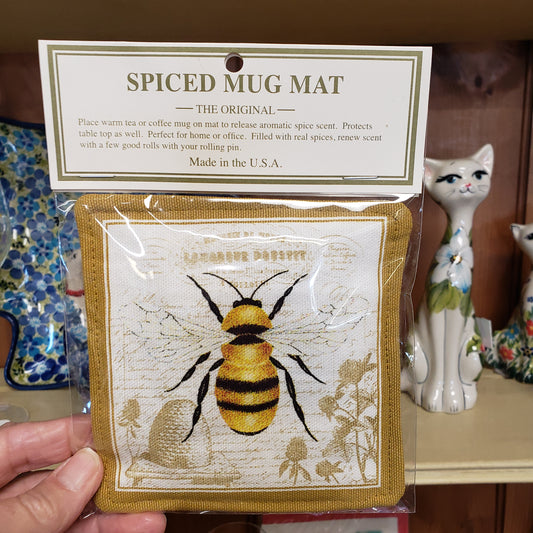 SPICED MUG MAT
THE ORIGINAL
Place warm tea or coffee mug on mat to release aromatic spice scent. Protects
table top as well. Perfect for home or office. Filled with real spices, renew scent
with a few good rolls with your rolling pin.
Made in the U.S.A.